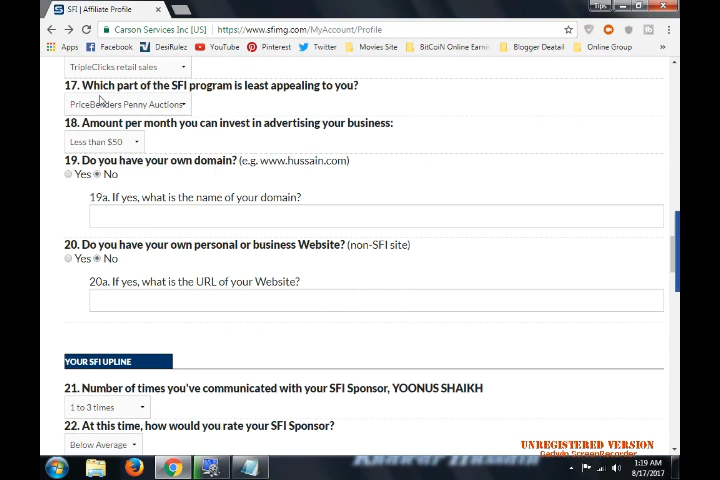 SFI | Affiliate Profile
Tips
Carson Services Inc [US] https://www.sfimg.com/MyAccount/Profile
Apps Facebook DesiRulez YouTube Pinterest Twitter Movies Site BitCoiN Online Earnin Blogger Deatail Online Group »
TripleClicks retail sales
17. Which part of the SFI program is least appealing to you?
PriceBenders Penny Auctions
18. Amount per month you can invest in advertising your business:
Less than $50
19. Do you have your own domain? (e.g. www.hussain.com)
Yes No
19a. If yes, what is the name of your domain?
20. Do you have your own personal or business Website? (non-SFI site)
Yes No
20a. If yes, what is the URL of your Website?
YOUR SFI UPLINE
21. Number of times you've communicated with your SFI Sponsor, YOONUS SHAIKH
1 to 3 times
22. At this time, how would you rate your SFI Sponsor?
Below Average
UNREGISTERED VERSION
ScreenRecorder
Hussain
1:19 AM
8/17/2017